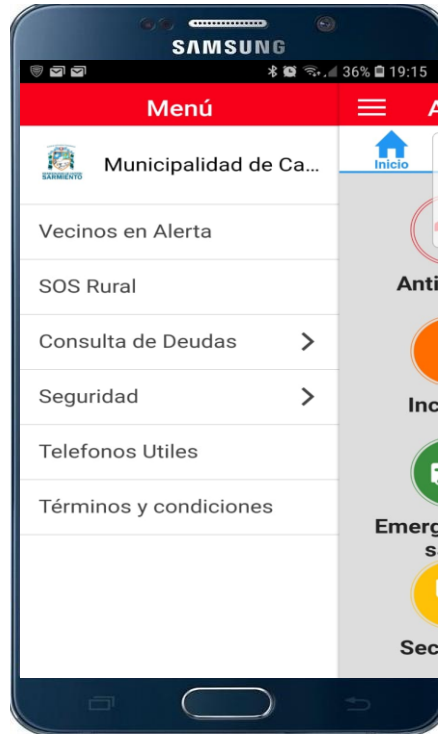 SAMSUNG
36% 19:15
Menú
A
SARMIENTO
Municipalidad de Ca...
Inicio
Vecinos en Alerta
SOS Rural
Anti
Consulta de Deudas
Seguridad
Inc
Telefonos Utiles
Términos y condiciones
Emerg
s
Sec